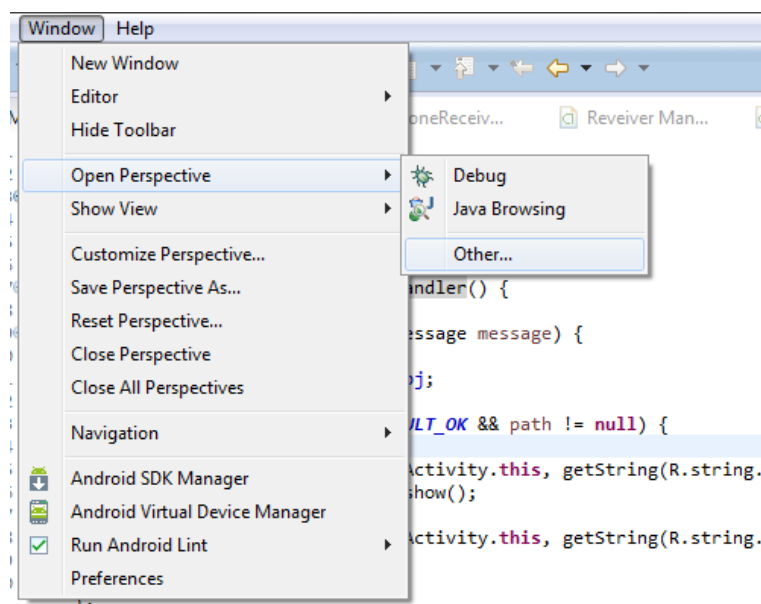 Window Help
New Window
Editor
Hide Toolbar
oneReceiv... Reveiver Man...
Open Perspective
Debug
Show View
Java Browsing
Customize Perspective...
Other...
Save Perspective As...
andler() {
Reset Perspective...
essage message) {
Close Perspective
Close All Perspectives
bj;
Navigation
ULT_OK && path != null) {
Android SDK Manager
Activity.this, getString(R.string.
Android Virtual Device Manager
show();
Run Android Lint
Activity.this, getString(R.string.
Preferences